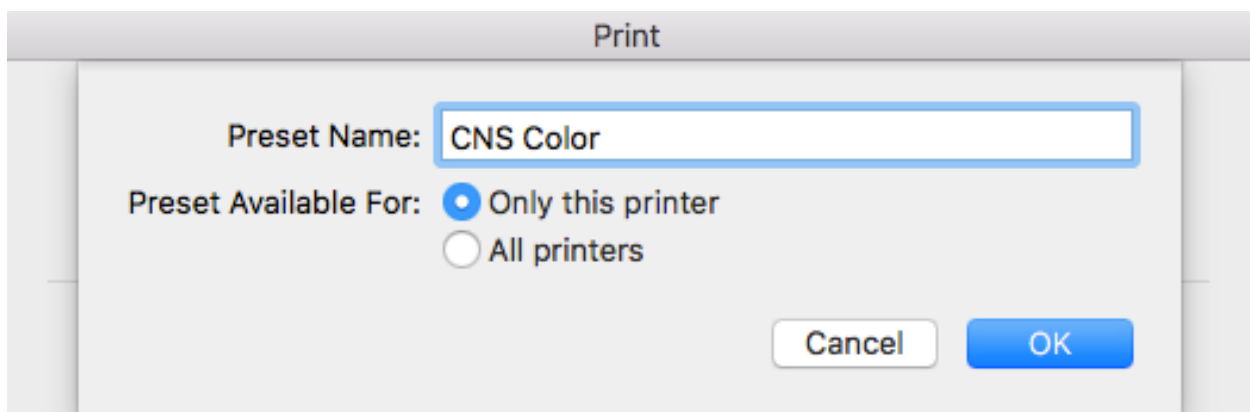 Print
Preset Name: CNS Color
Preset Available For: Only this printer
All printers
Cancel OK